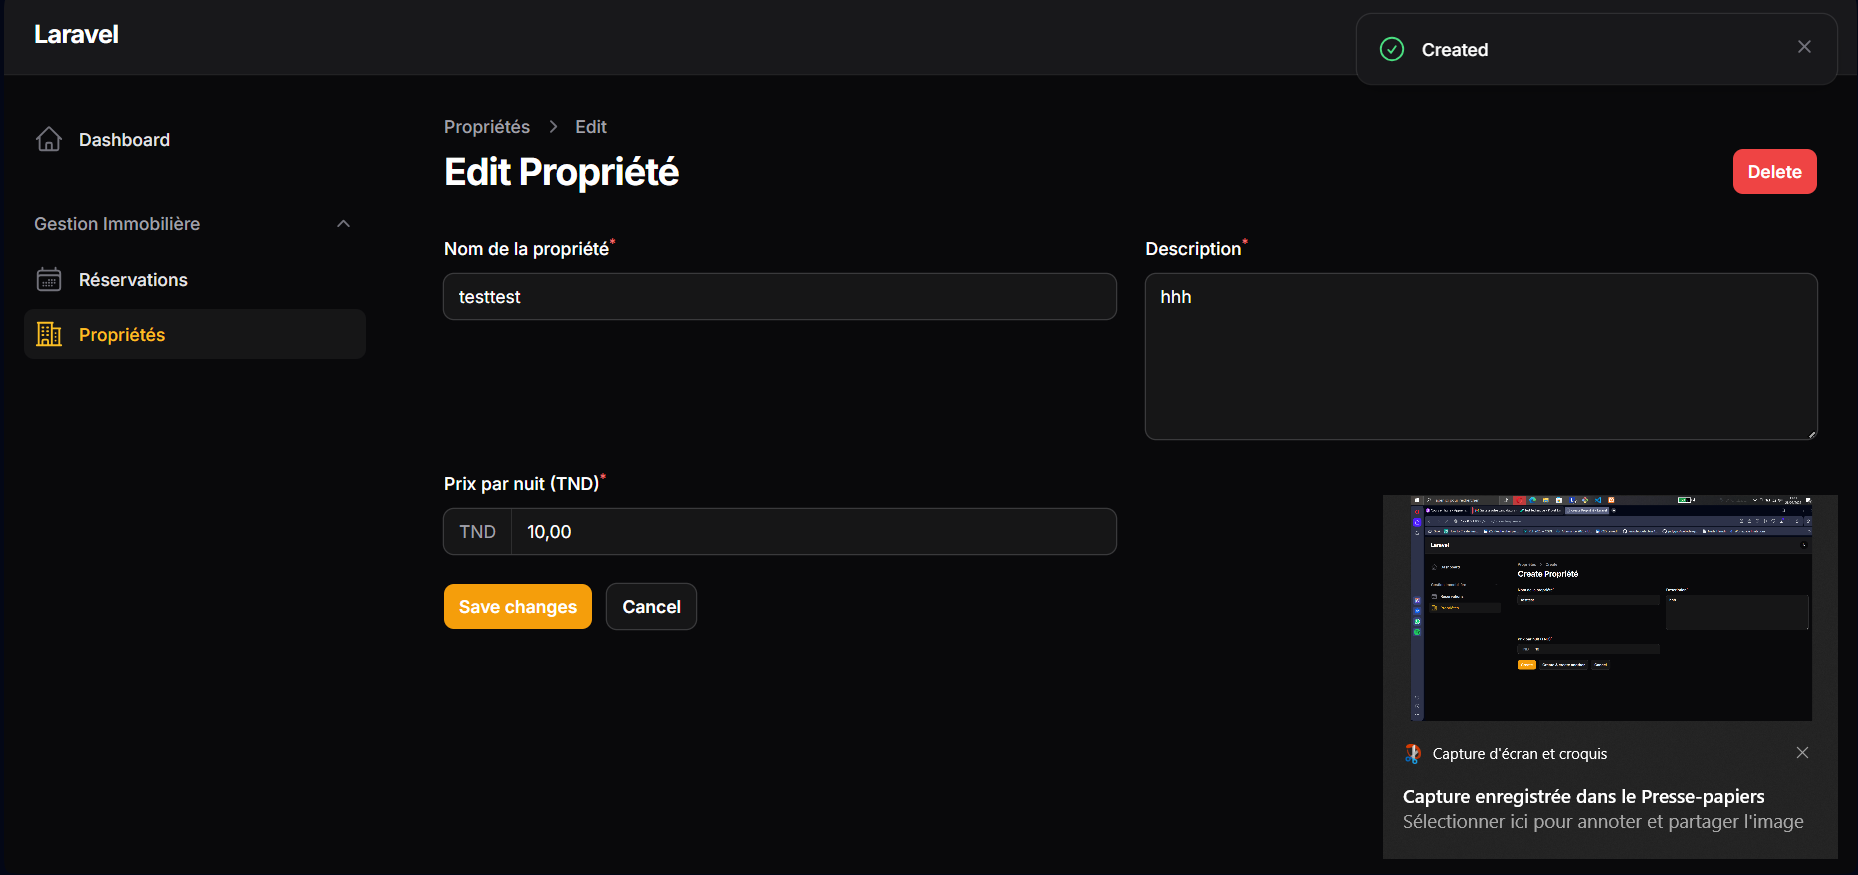 Laravel
Created
Dashboard
Gestion Immobilière
Réservations
Propriétés
Propriétés > Edit
Edit Propriété
Delete
Nom de la propriété*
testtest
Description*
hhh
Prix par nuit (TND)*
TND 10,00
Save changes
Cancel
Laravel
Create Propriété
Capture d'écran et croquis
Capture enregistrée dans le Presse-papiers
Sélectionner ici pour annoter et partager l'image